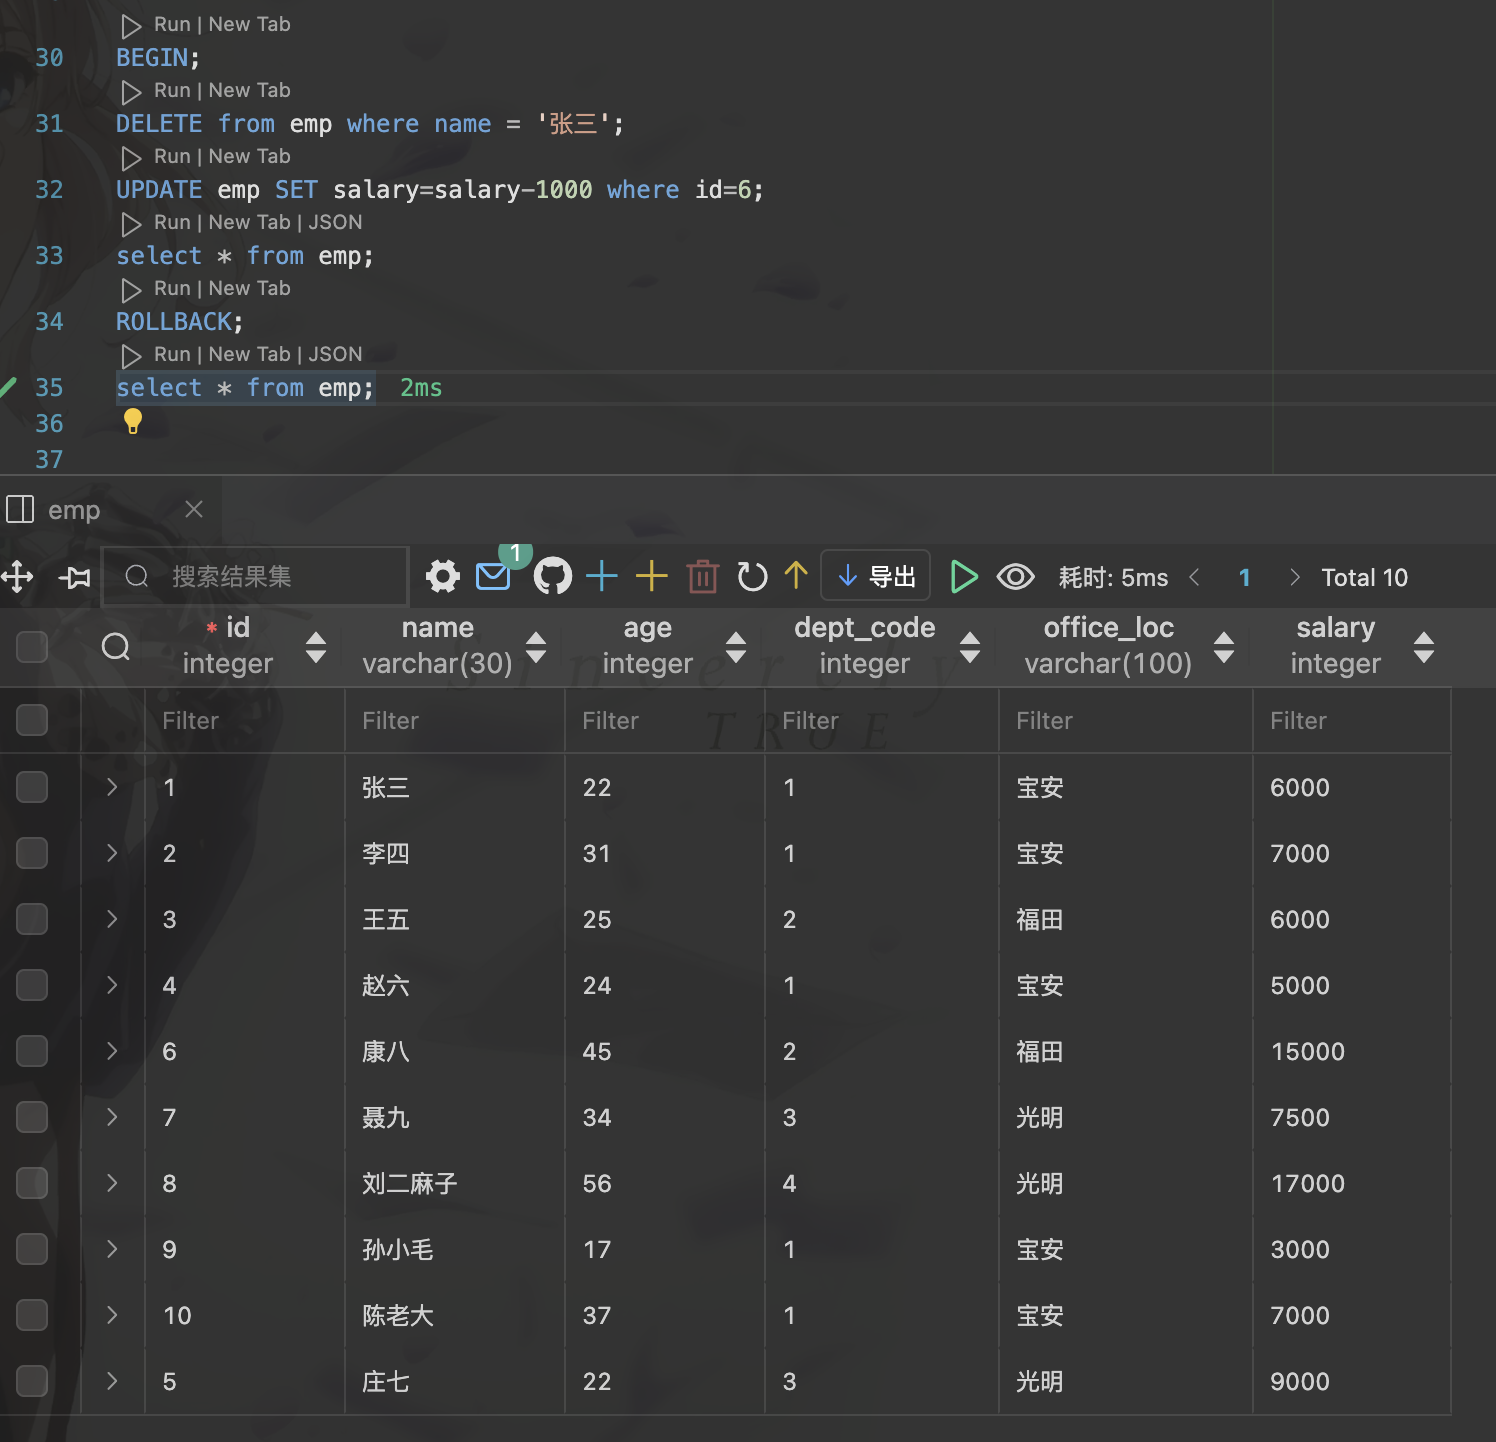 Run | New Tab
30 BEGIN;
Run | New Tab
31 DELETE from emp where name = '张三';
Run | New Tab
32 UPDATE emp SET salary=salary-1000 where id=6;
Run | New Tab | JSON
33 select * from emp;
Run | New Tab
34 ROLLBACK;
Run | New Tab | JSON
35 select * from emp; 2ms
36
37
emp
搜索结果集 1 导出 耗时: 5ms 1 Total 10
* id name age dept_code office_loc salary
integer varchar(30) integer integer varchar(100) integer
Sincerely
Filter Filter Filter Filter Filter Filter
TRUE
1 张三 22 1 宝安 6000
2 李四 31 1 宝安 7000
3 王五 25 2 福田 6000
4 赵六 24 1 宝安 5000
6 康八 45 2 福田 15000
7 聂九 34 3 光明 7500
8 刘二麻子 56 4 光明 17000
9 孙小毛 17 1 宝安 3000
10 陈老大 37 1 宝安 7000
5 庄七 22 3 光明 9000